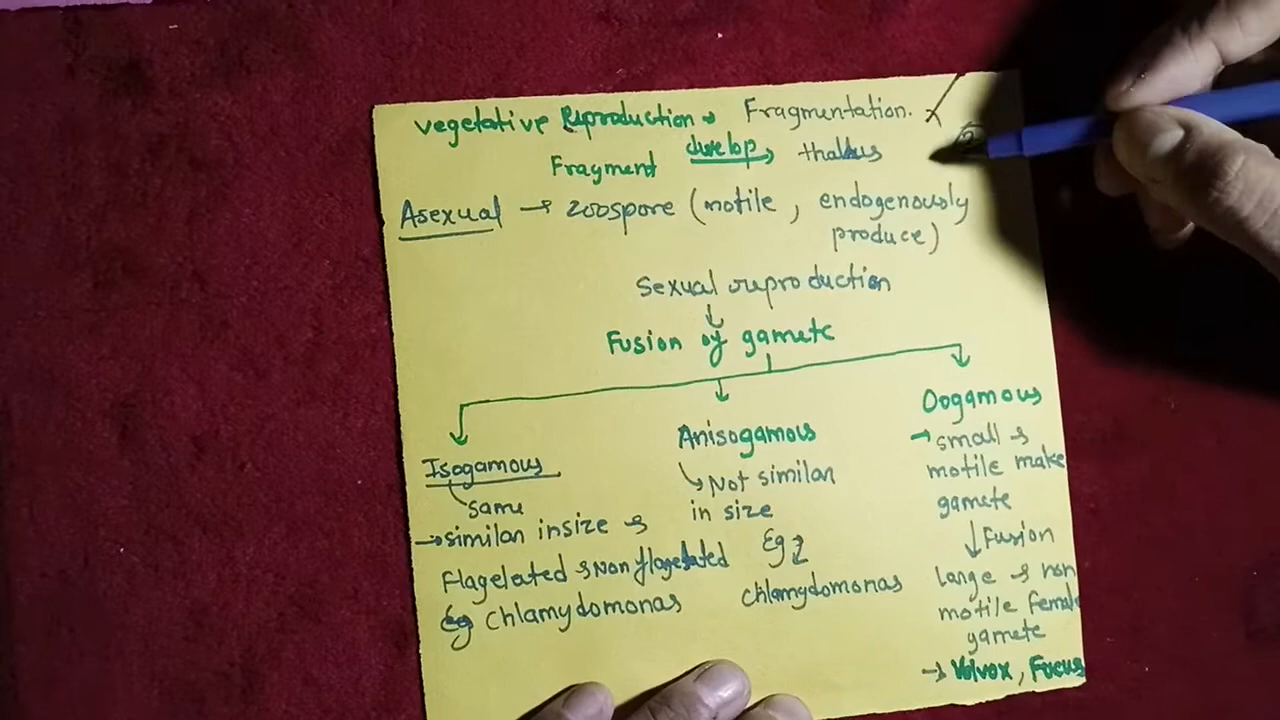 vegetative Reproduction → Fragmentation.
Fragment develop → thallus
Asexual → zoospore (motile, endogenously
produce)
Sexual reproduction
↓
Fusion of gamete
Isogamous
same
→ similar in size &
Flagelated & Non flagelated
Eg chlamydomonas
Anisogamous
↳ Not similar
in size
Eg
chlamydomonas
Oogamous
→ small &
motile make
gamete
↓ Fusion
large & non
motile female
gamete
→ Volvox, Focus